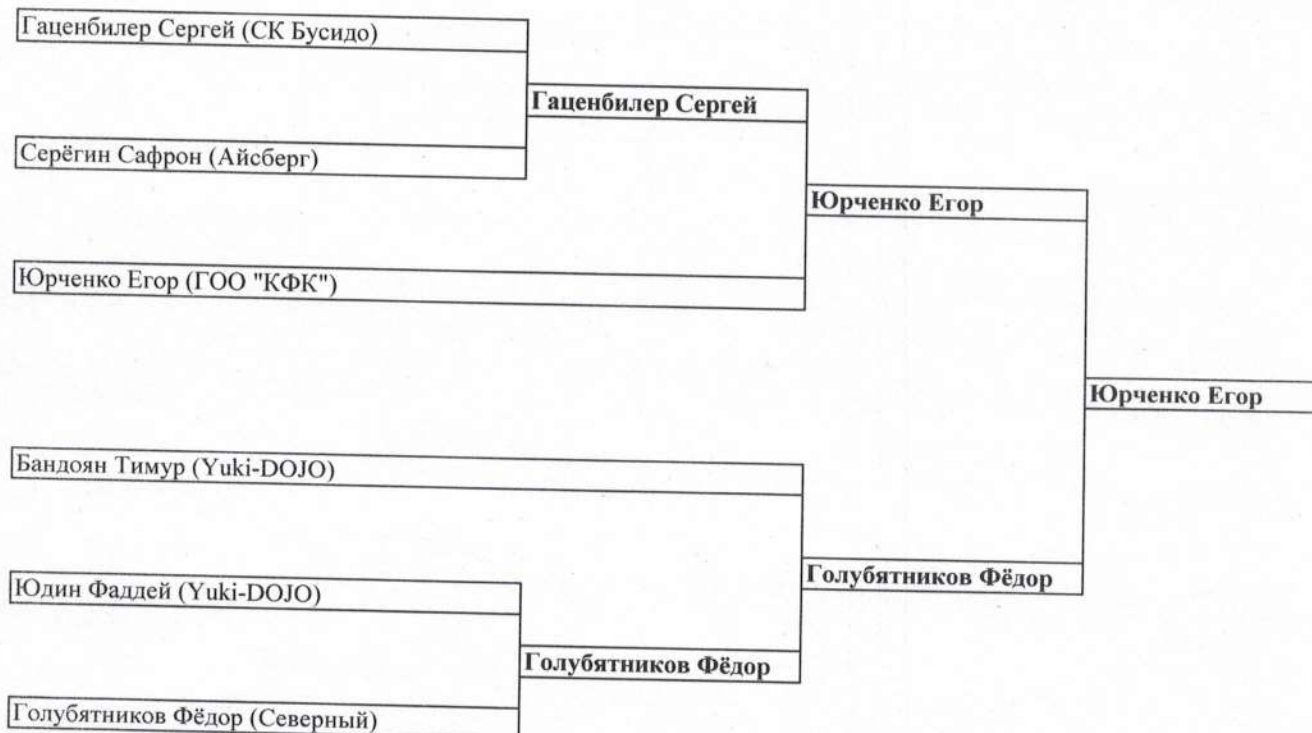 Гаценбилер Сергей (СК Бусидо)
Гаценбилер Сергей
Серёгин Сафрон (Айсберг)
Юрченко Егор
Юрченко Егор (ГОО "КФК")
Юрченко Егор
Бандоян Тимур (Yuki-DOJO)
Голубятников Фёдор
Юдин Фаддей (Yuki-DOJO)
Голубятников Фёдор
Голубятников Фёдор (Северный)